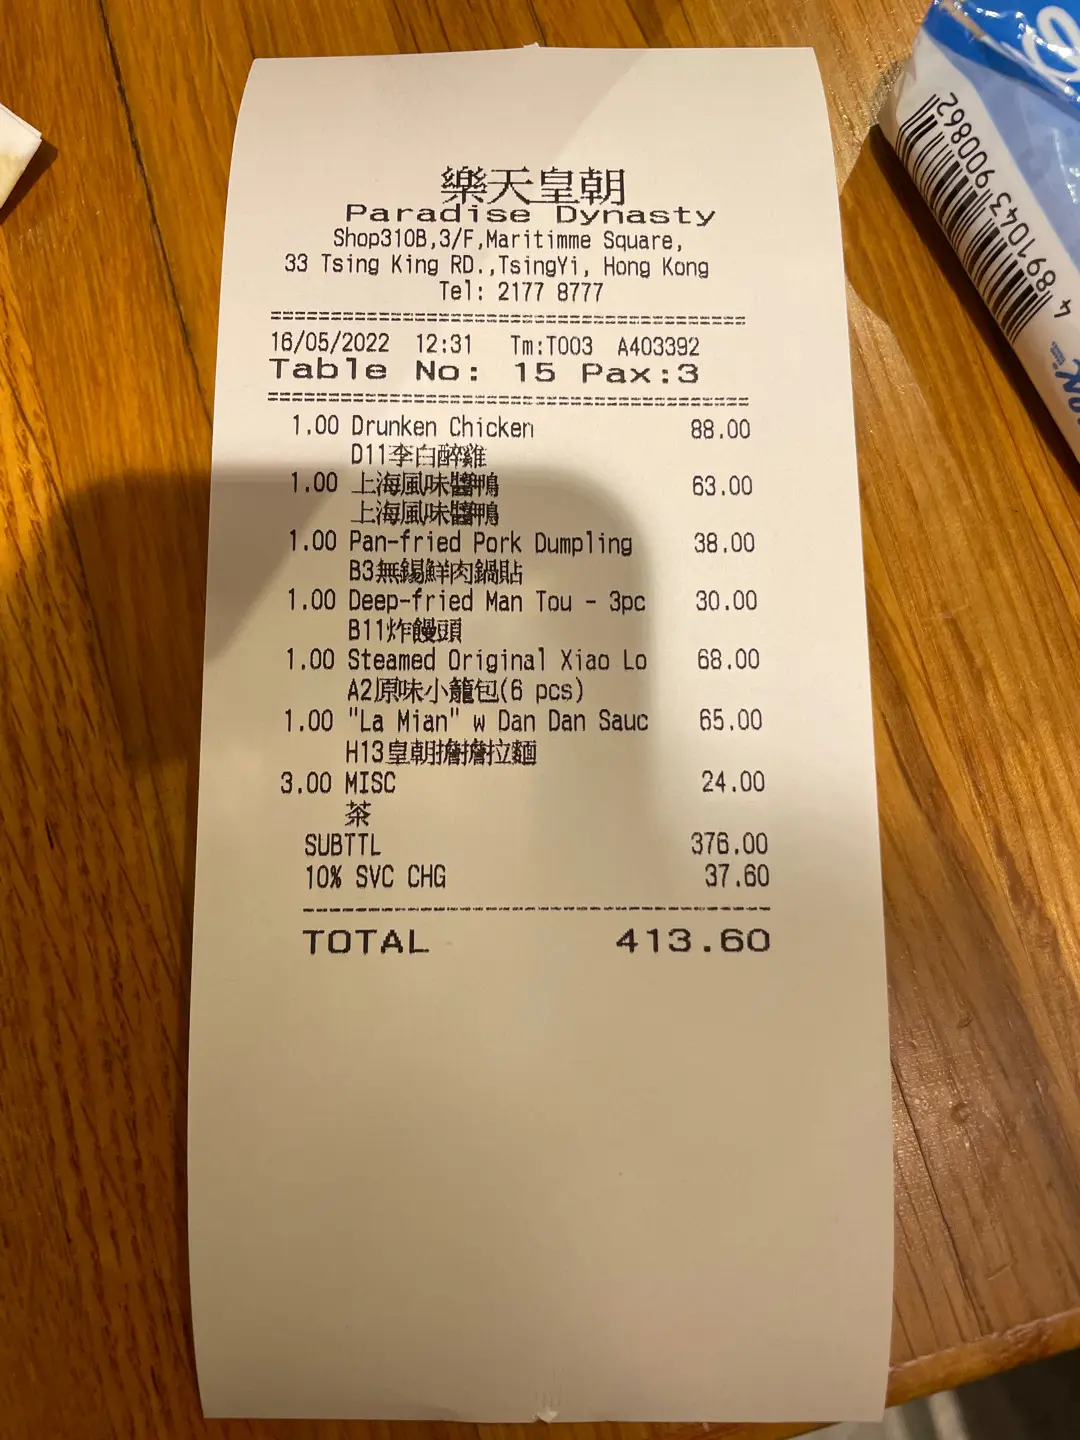 樂天皇朝
Paradise Dynasty
Shop310B,3/F,Maritimme Square,
33 Tsing King RD.,TsingYi, Hong Kong
Tel: 2177 8777
16/05/2022 12:31 Tm:T003 A403392
Table No: 15 Pax:3
1.00 Drunken Chicken 88.00
D11李白醉雞
1.00 上海風味醬鴨 63.00
上海風味醬鴨
1.00 Pan-fried Pork Dumpling 38.00
B3無錫鮮肉鍋貼
1.00 Deep-fried Man Tou - 3pc 30.00
B11炸饅頭
1.00 Steamed Original Xiao Lo 68.00
A2原味小籠包(6 pcs)
1.00 "La Mian" w Dan Dan Sauc 65.00
H13皇朝擔擔拉麵
3.00 MISC 24.00
茶
SUBTTL 376.00
10% SVC CHG 37.60
TOTAL 413.60
4 891043 900862